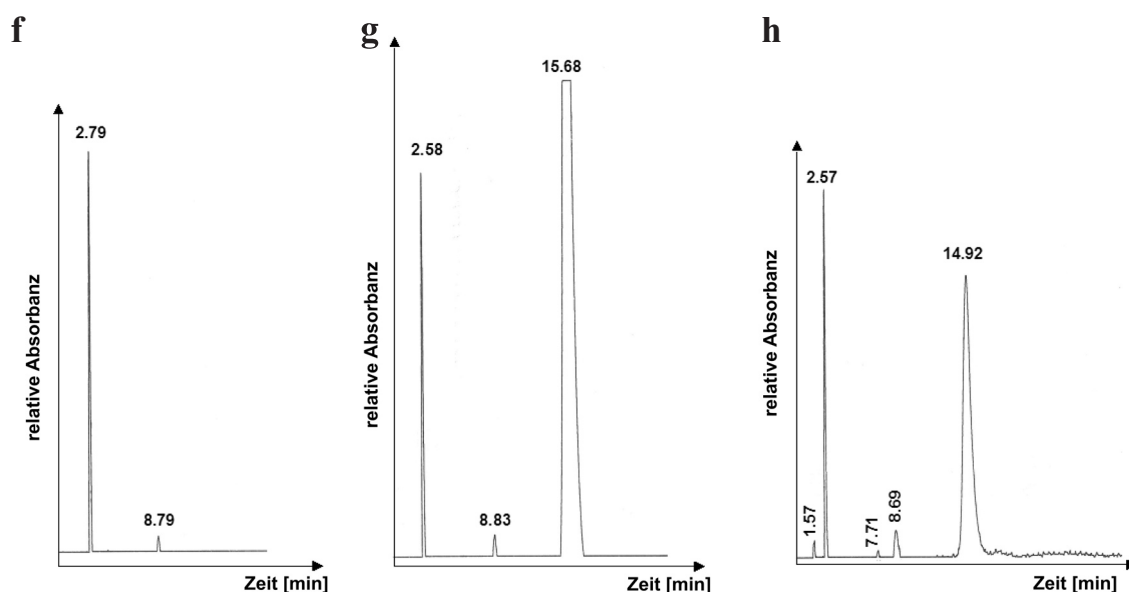 f
2.79
8.79
relative Absorbanz
Zeit [min]
g
2.58
8.83
15.68
relative Absorbanz
Zeit [min]
h
1.57
2.57
7.71
8.69
14.92
relative Absorbanz
Zeit [min]